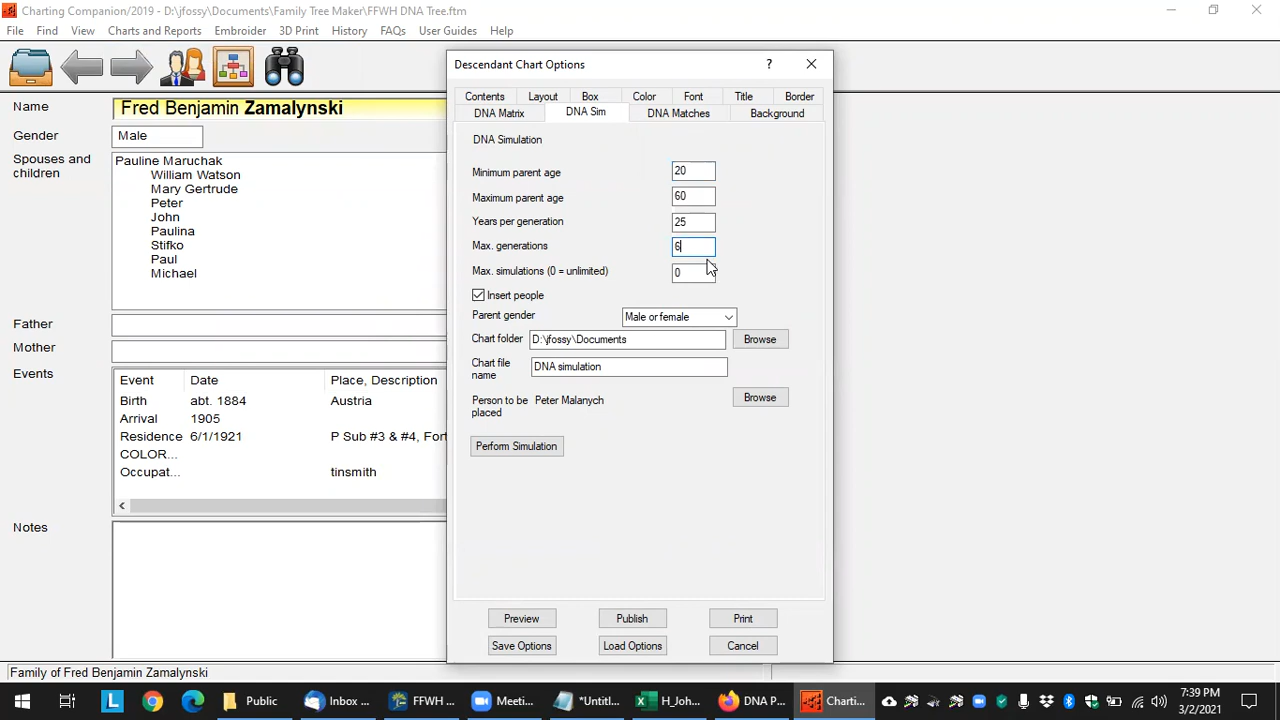 Charting Companion/2019 - D:\jfossy\Documents\Family Tree Maker/FFWH DNA Tree.ftm
File Find View Charts and Reports Embroider 3D Print History FAQs User Guides Help
Name Fred Benjamin Zamalynski
Gender Male
Spouses and children
Pauline Maruchak
William Watson
Mary Gertrude
Peter
John
Paulina
Stifko
Paul
Michael
Father
Mother
Events
Event Date Place, Description
Birth abt. 1884 Austria
Arrival 1905
Residence 6/1/1921 P Sub #3 & #4, Fort
COLOR...
Occupat... tinsmith
Notes
Family of Fred Benjamin Zamalynski
Descendant Chart Options ?
Contents Layout Box Color Font Title Border
DNA Matrix DNA Sim DNA Matches Background
DNA Simulation
Minimum parent age 20
Maximum parent age 60
Years per generation 25
Max. generations 6
Max. simulations (0 = unlimited) 0
Insert people
Parent gender Male or female
Chart folder D:\jfossy\Documents Browse
Chart file name DNA simulation
Person to be placed Peter Malanych Browse
Perform Simulation
Preview Publish Print
Save Options Load Options Cancel
L Public Inbox ... FFWH ... Meeti... *Untitl... H_Joh... DNA P... Charti... 7:39 PM
3/2/2021